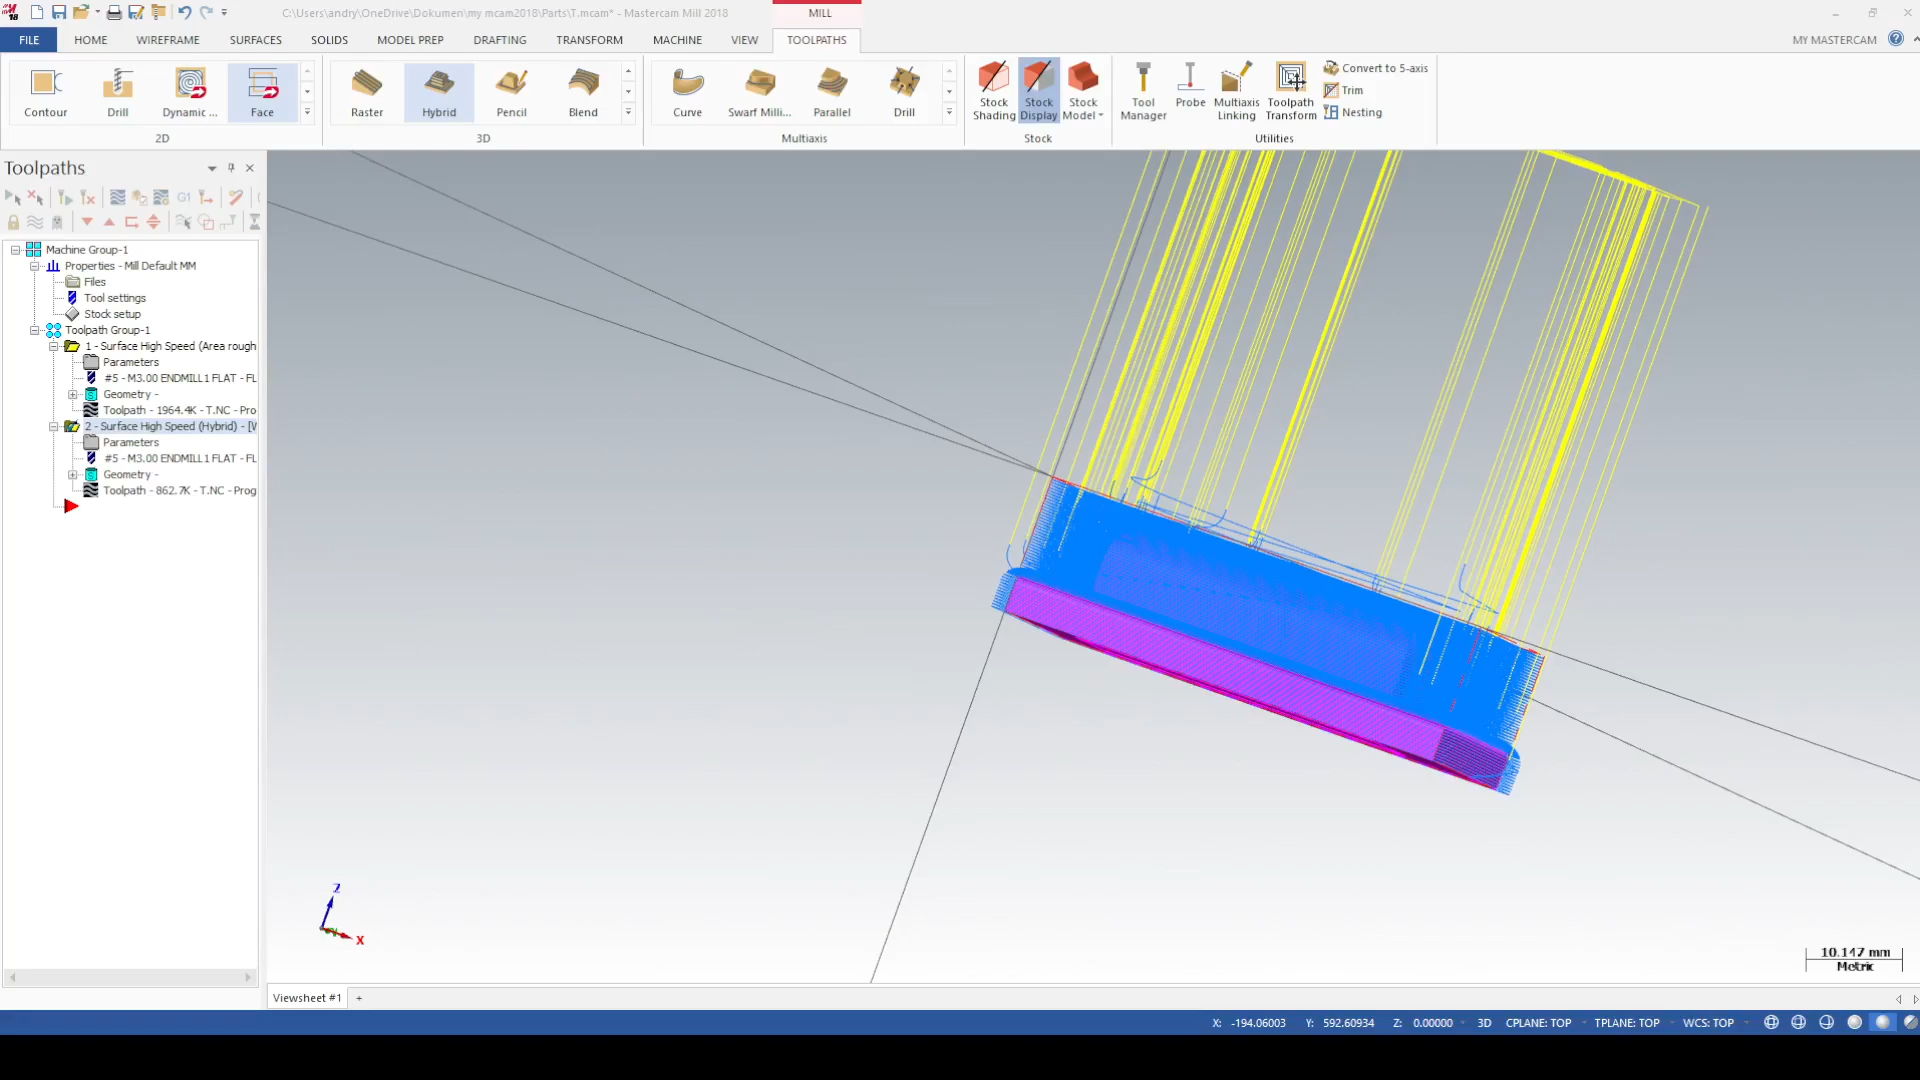 C:\Users\andry\OneDrive\Dokumen\my mcam2018\Parts\T.mcam* - Mastercam Mill 2018
MILL
FILE HOME WIREFRAME SURFACES SOLIDS MODEL PREP DRAFTING TRANSFORM MACHINE VIEW TOOLPATHS MY MASTERCAM
Contour Drill Dynamic ... Face Raster Hybrid Pencil Blend Curve Swarf Milli... Parallel Drill
Stock Shading Stock Display Stock Model Tool Manager Probe Multiaxis Linking Toolpath Transform
Convert to 5-axis
Trim
Nesting
2D 3D Multiaxis Stock Utilities
Toolpaths
G1
Machine Group-1
Properties - Mill Default MM
Files
Tool settings
Stock setup
Toolpath Group-1
1 - Surface High Speed (Area rough
Parameters
#5 - M3.00 ENDMILL1 FLAT - FL
Geometry -
Toolpath - 1964.4K - T.NC - Pro
2 - Surface High Speed (Hybrid) - [W
Parameters
#5 - M3.00 ENDMILL1 FLAT - FL
Geometry -
Toolpath - 862.7K - T.NC - Prog
Z
X
10.147 mm
Metric
Viewsheet #1 +
X: -194.06003 Y: 592.60934 Z: 0.00000 3D CPLANE: TOP TPLANE: TOP WCS: TOP